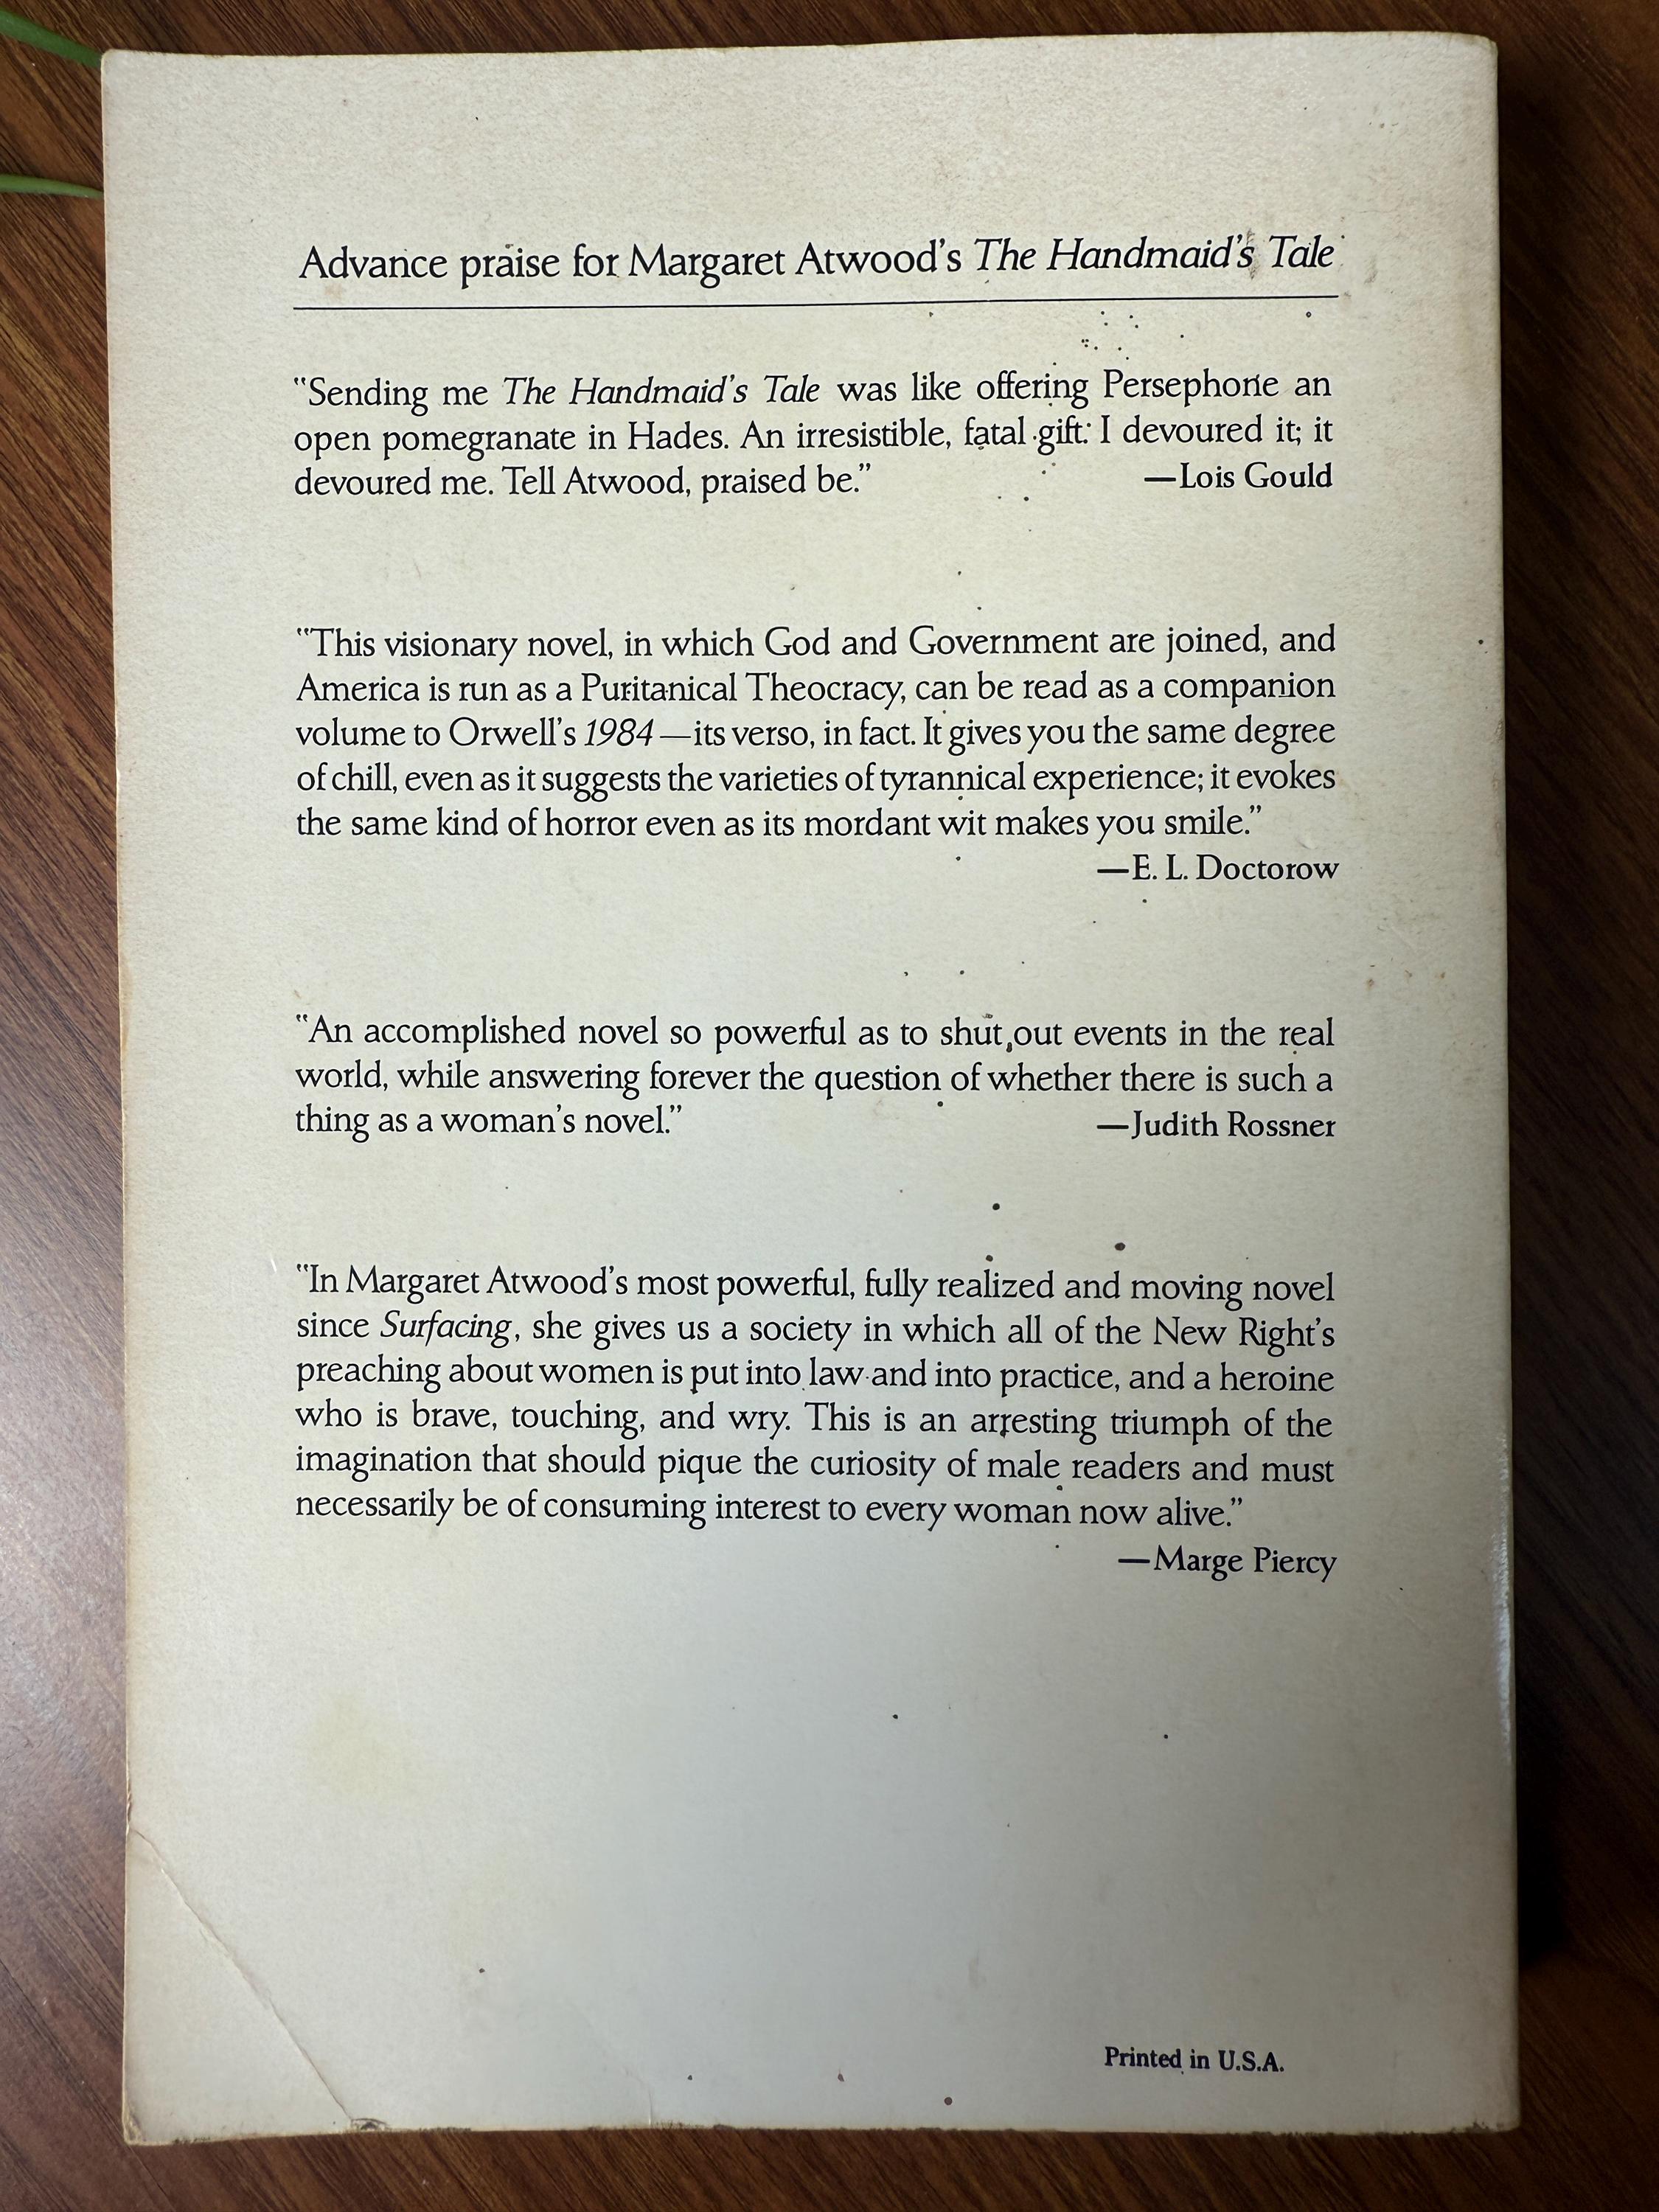 Advance praise for Margaret Atwood's The Handmaid's Tale
"Sending me The Handmaid's Tale was like offering Persephone an
open pomegranate in Hades. An irresistible, fatal gift: I devoured it; it
devoured me. Tell Atwood, praised be." —Lois Gould
"This visionary novel, in which God and Government are joined, and
America is run as a Puritanical Theocracy, can be read as a companion
volume to Orwell's 1984—its verso, in fact. It gives you the same degree
of chill, even as it suggests the varieties of tyrannical experience; it evokes
the same kind of horror even as its mordant wit makes you smile."
—E. L. Doctorow
"An accomplished novel so powerful as to shut out events in the real
world, while answering forever the question of whether there is such a
thing as a woman's novel." —Judith Rossner
"In Margaret Atwood's most powerful, fully realized and moving novel
since Surfacing, she gives us a society in which all of the New Right's
preaching about women is put into law and into practice, and a heroine
who is brave, touching, and wry. This is an arresting triumph of the
imagination that should pique the curiosity of male readers and must
necessarily be of consuming interest to every woman now alive."
—Marge Piercy
Printed in U.S.A.